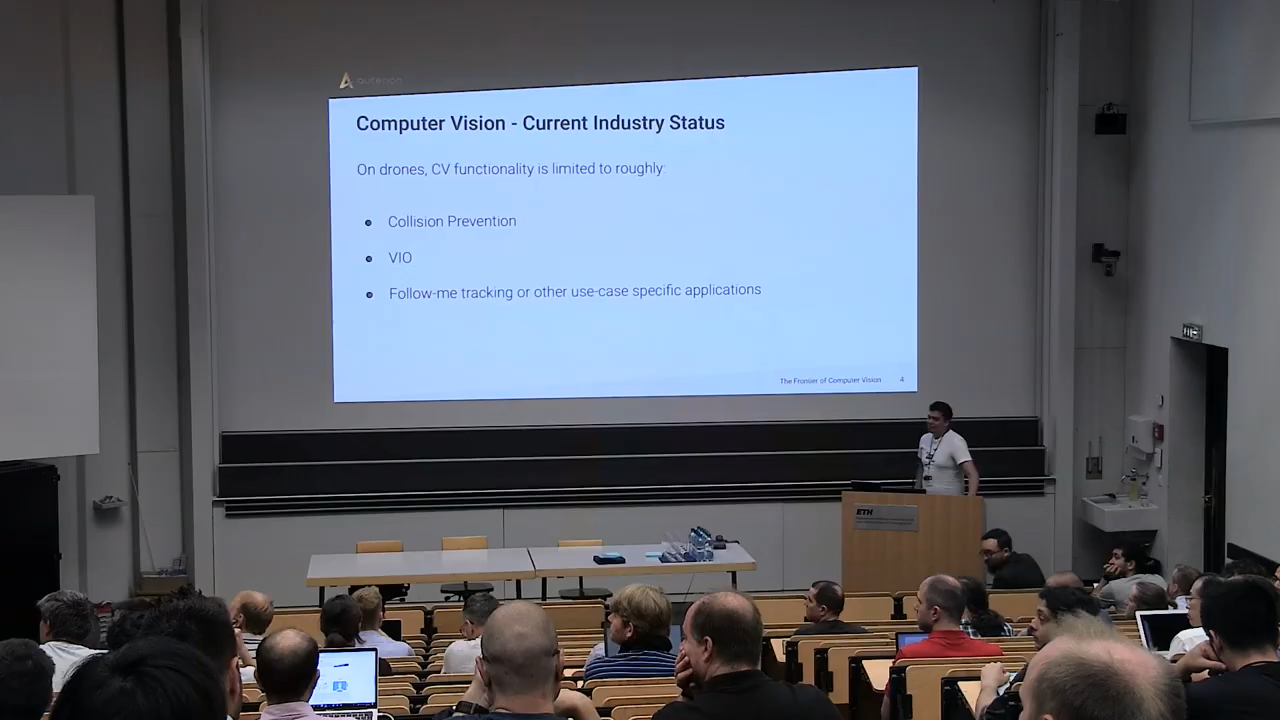 auterion
Computer Vision - Current Industry Status
On drones, CV functionality is limited to roughly:
Collision Prevention
VIO
Follow-me tracking or other use-case specific applications
The Frontier of Computer Vision 4
ETH